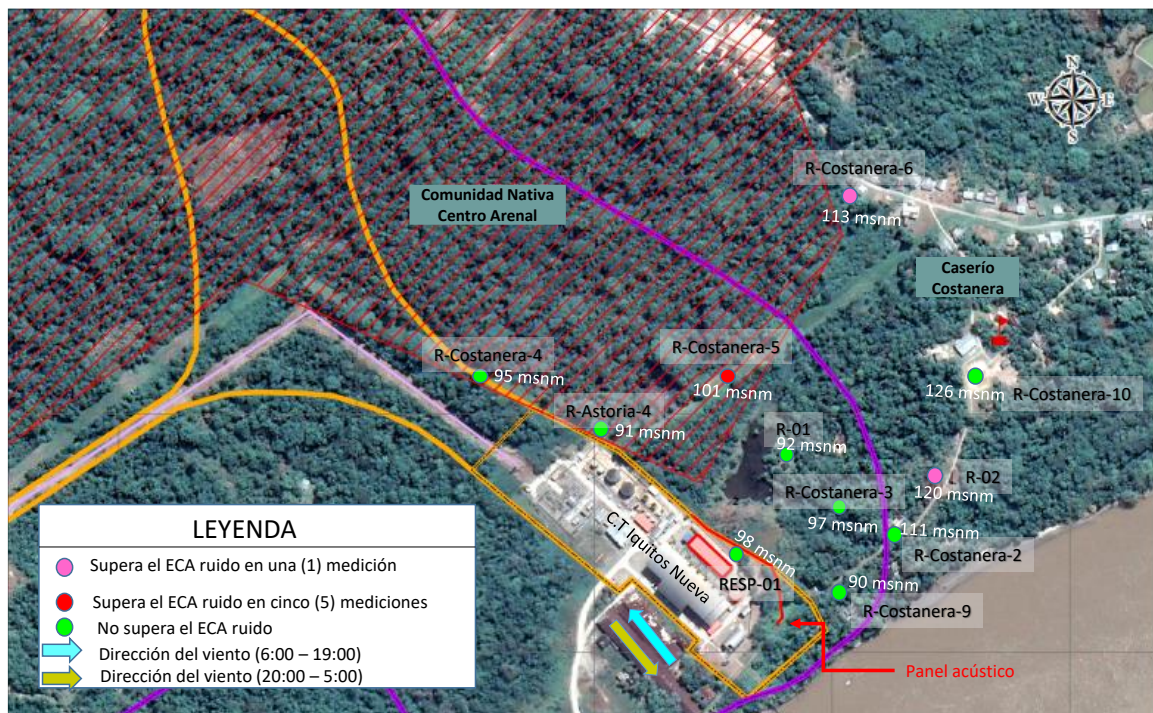 N
W E
S
R-Costanera-6
113 msnm
Comunidad Nativa
Centro Arenal
Caserío
Costanera
R-Costanera-4
95 msnm
R-Costanera-5
101 msnm
126 msnm
R-Costanera-10
R-Astoria-4
91 msnm
R-01
92 msnm
R-02
120 msnm
R-Costanera-3
97 msnm
111 msnm
R-Costanera-2
C.T Iquitos Nueva
98 msnm
RESP-01
90 msnm
R-Costanera-9
Panel acústico
LEYENDA
Supera el ECA ruido en una (1) medición
Supera el ECA ruido en cinco (5) mediciones
No supera el ECA ruido
Dirección del viento (6:00 – 19:00)
Dirección del viento (20:00 – 5:00)